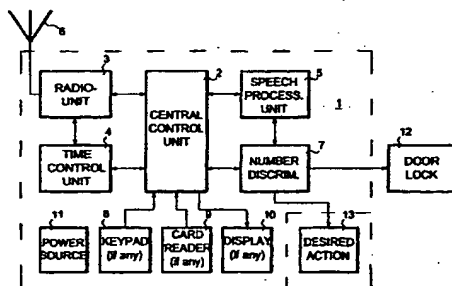 6
3
RADIO-
UNIT
2
CENTRAL
CONTROL
UNIT
5
SPEECH
PROCESS.
UNIT
1
4
TIME
CONTROL
UNIT
7
NUMBER
DISCRIM.
12
DOOR
LOCK
11
POWER
SOURCE
8
KEYPAD
(if any)
9
CARD
READER
(if any)
10
DISPLAY
(if any)
13
DESIRED
ACTION